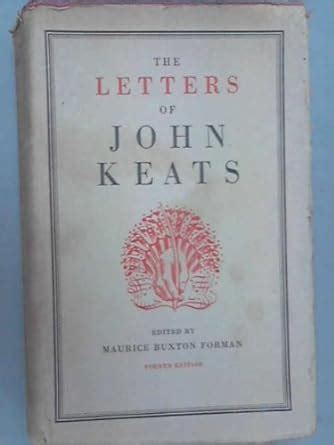 THE
LETTERS
OF
JOHN
KEATS
EDITED BY
MAURICE BUXTON FORMAN
FOURTH EDITION